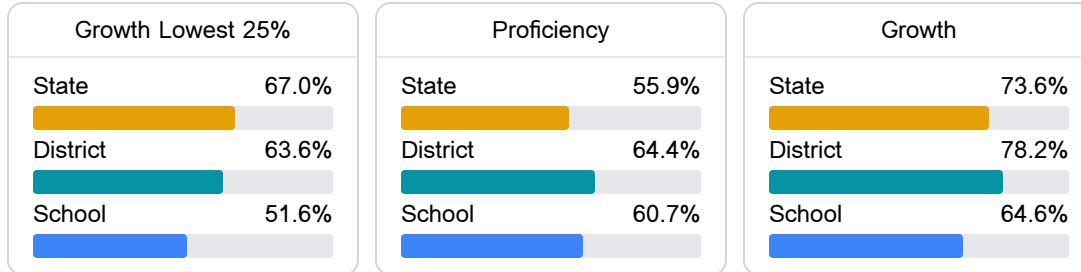 Growth Lowest 25%
State 67.0%
District 63.6%
School 51.6%
Proficiency
State 55.9%
District 64.4%
School 60.7%
Growth
State 73.6%
District 78.2%
School 64.6%